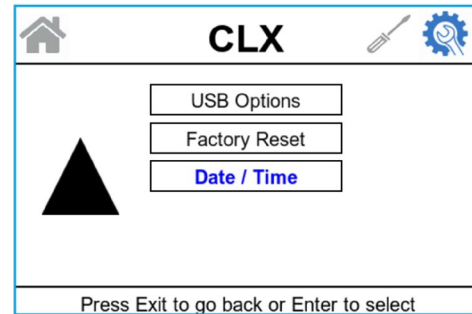 CLX
USB Options
Factory Reset
Date / Time
Press Exit to go back or Enter to select